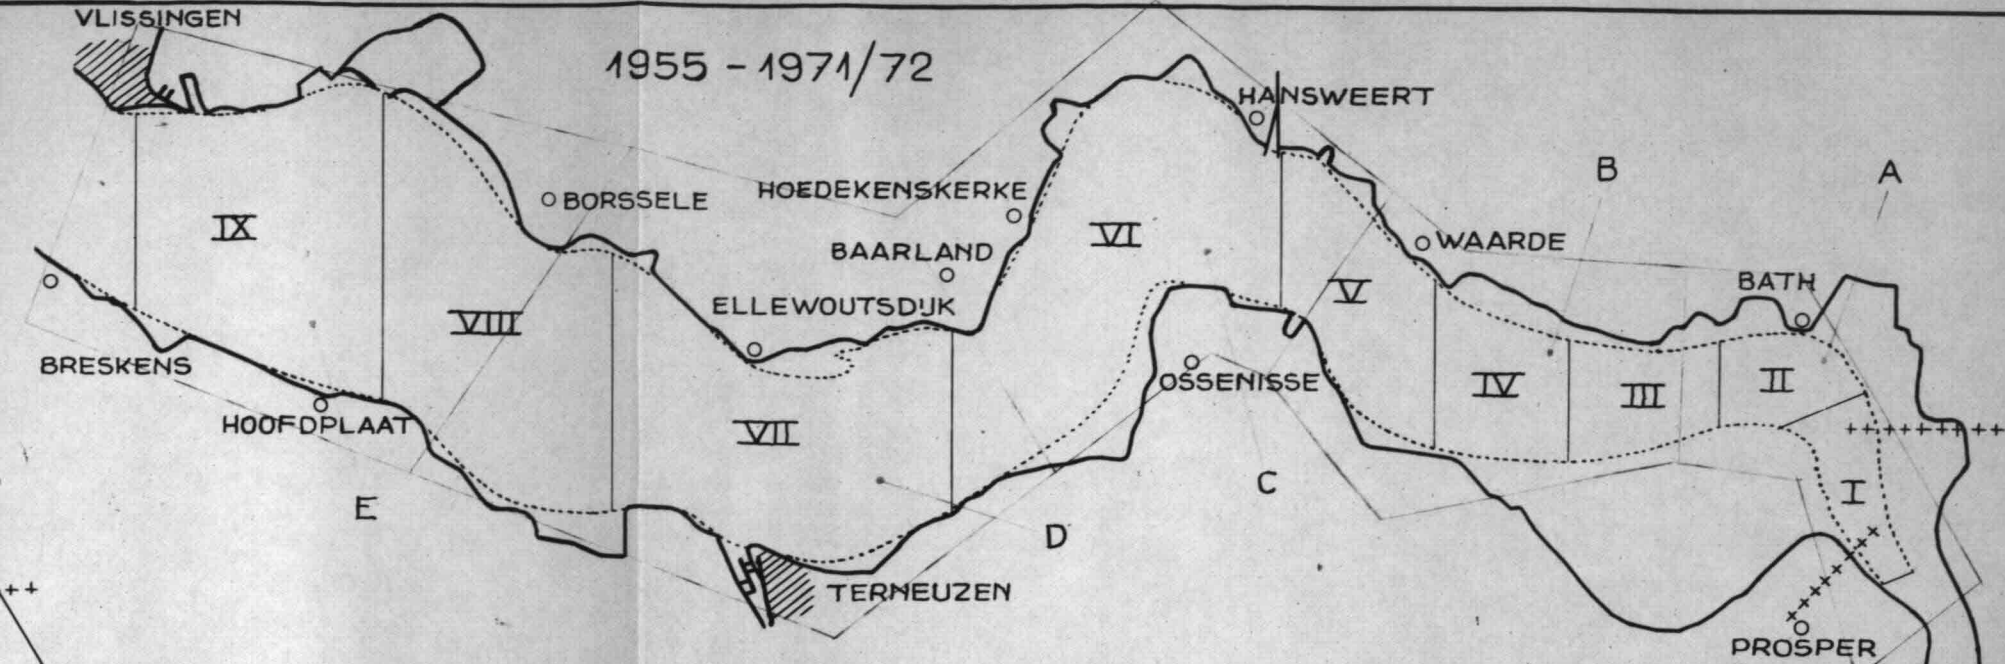 VLISSINGEN
1955 - 1971/72
HANSWEERT
B
A
HOEDEKENSKERKE
BORSSELE
IX
VI
BAARLAND
WAARDE
BATH
ELLEWOUTSDIJK
V
VIII
BRESKENS
OSSENISSE
IV
III
II
HOOFDPLAAT
VII
C
I
E
D
TERNEUZEN
PROSPER